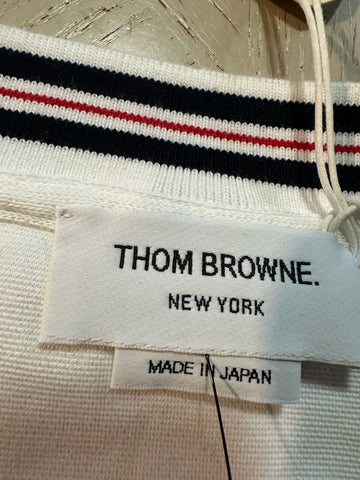 THOM BROWNE.
NEW YORK
MADE IN JAPAN